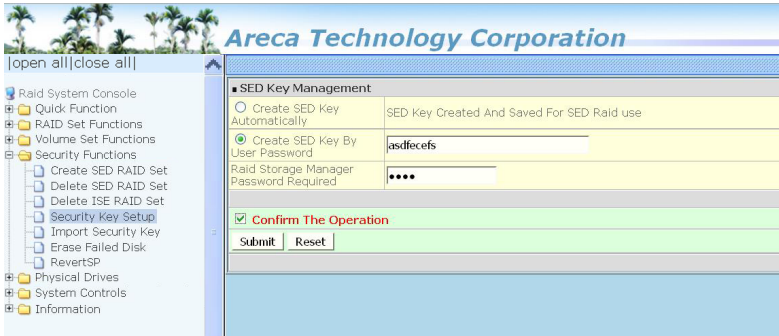 Areca Technology Corporation
|open all|close all|
Raid System Console
Quick Function
RAID Set Functions
Volume Set Functions
Security Functions
Create SED RAID Set
Delete SED RAID Set
Delete ISE RAID Set
Security Key Setup
Import Security Key
Erase Failed Disk
RevertSP
Physical Drives
System Controls
Information
SED Key Management
Create SED Key
Automatically
SED Key Created And Saved For SED Raid use
Create SED Key By
User Password
asdfecefs
Raid Storage Manager
Password Required
••••
Confirm The Operation
Submit Reset